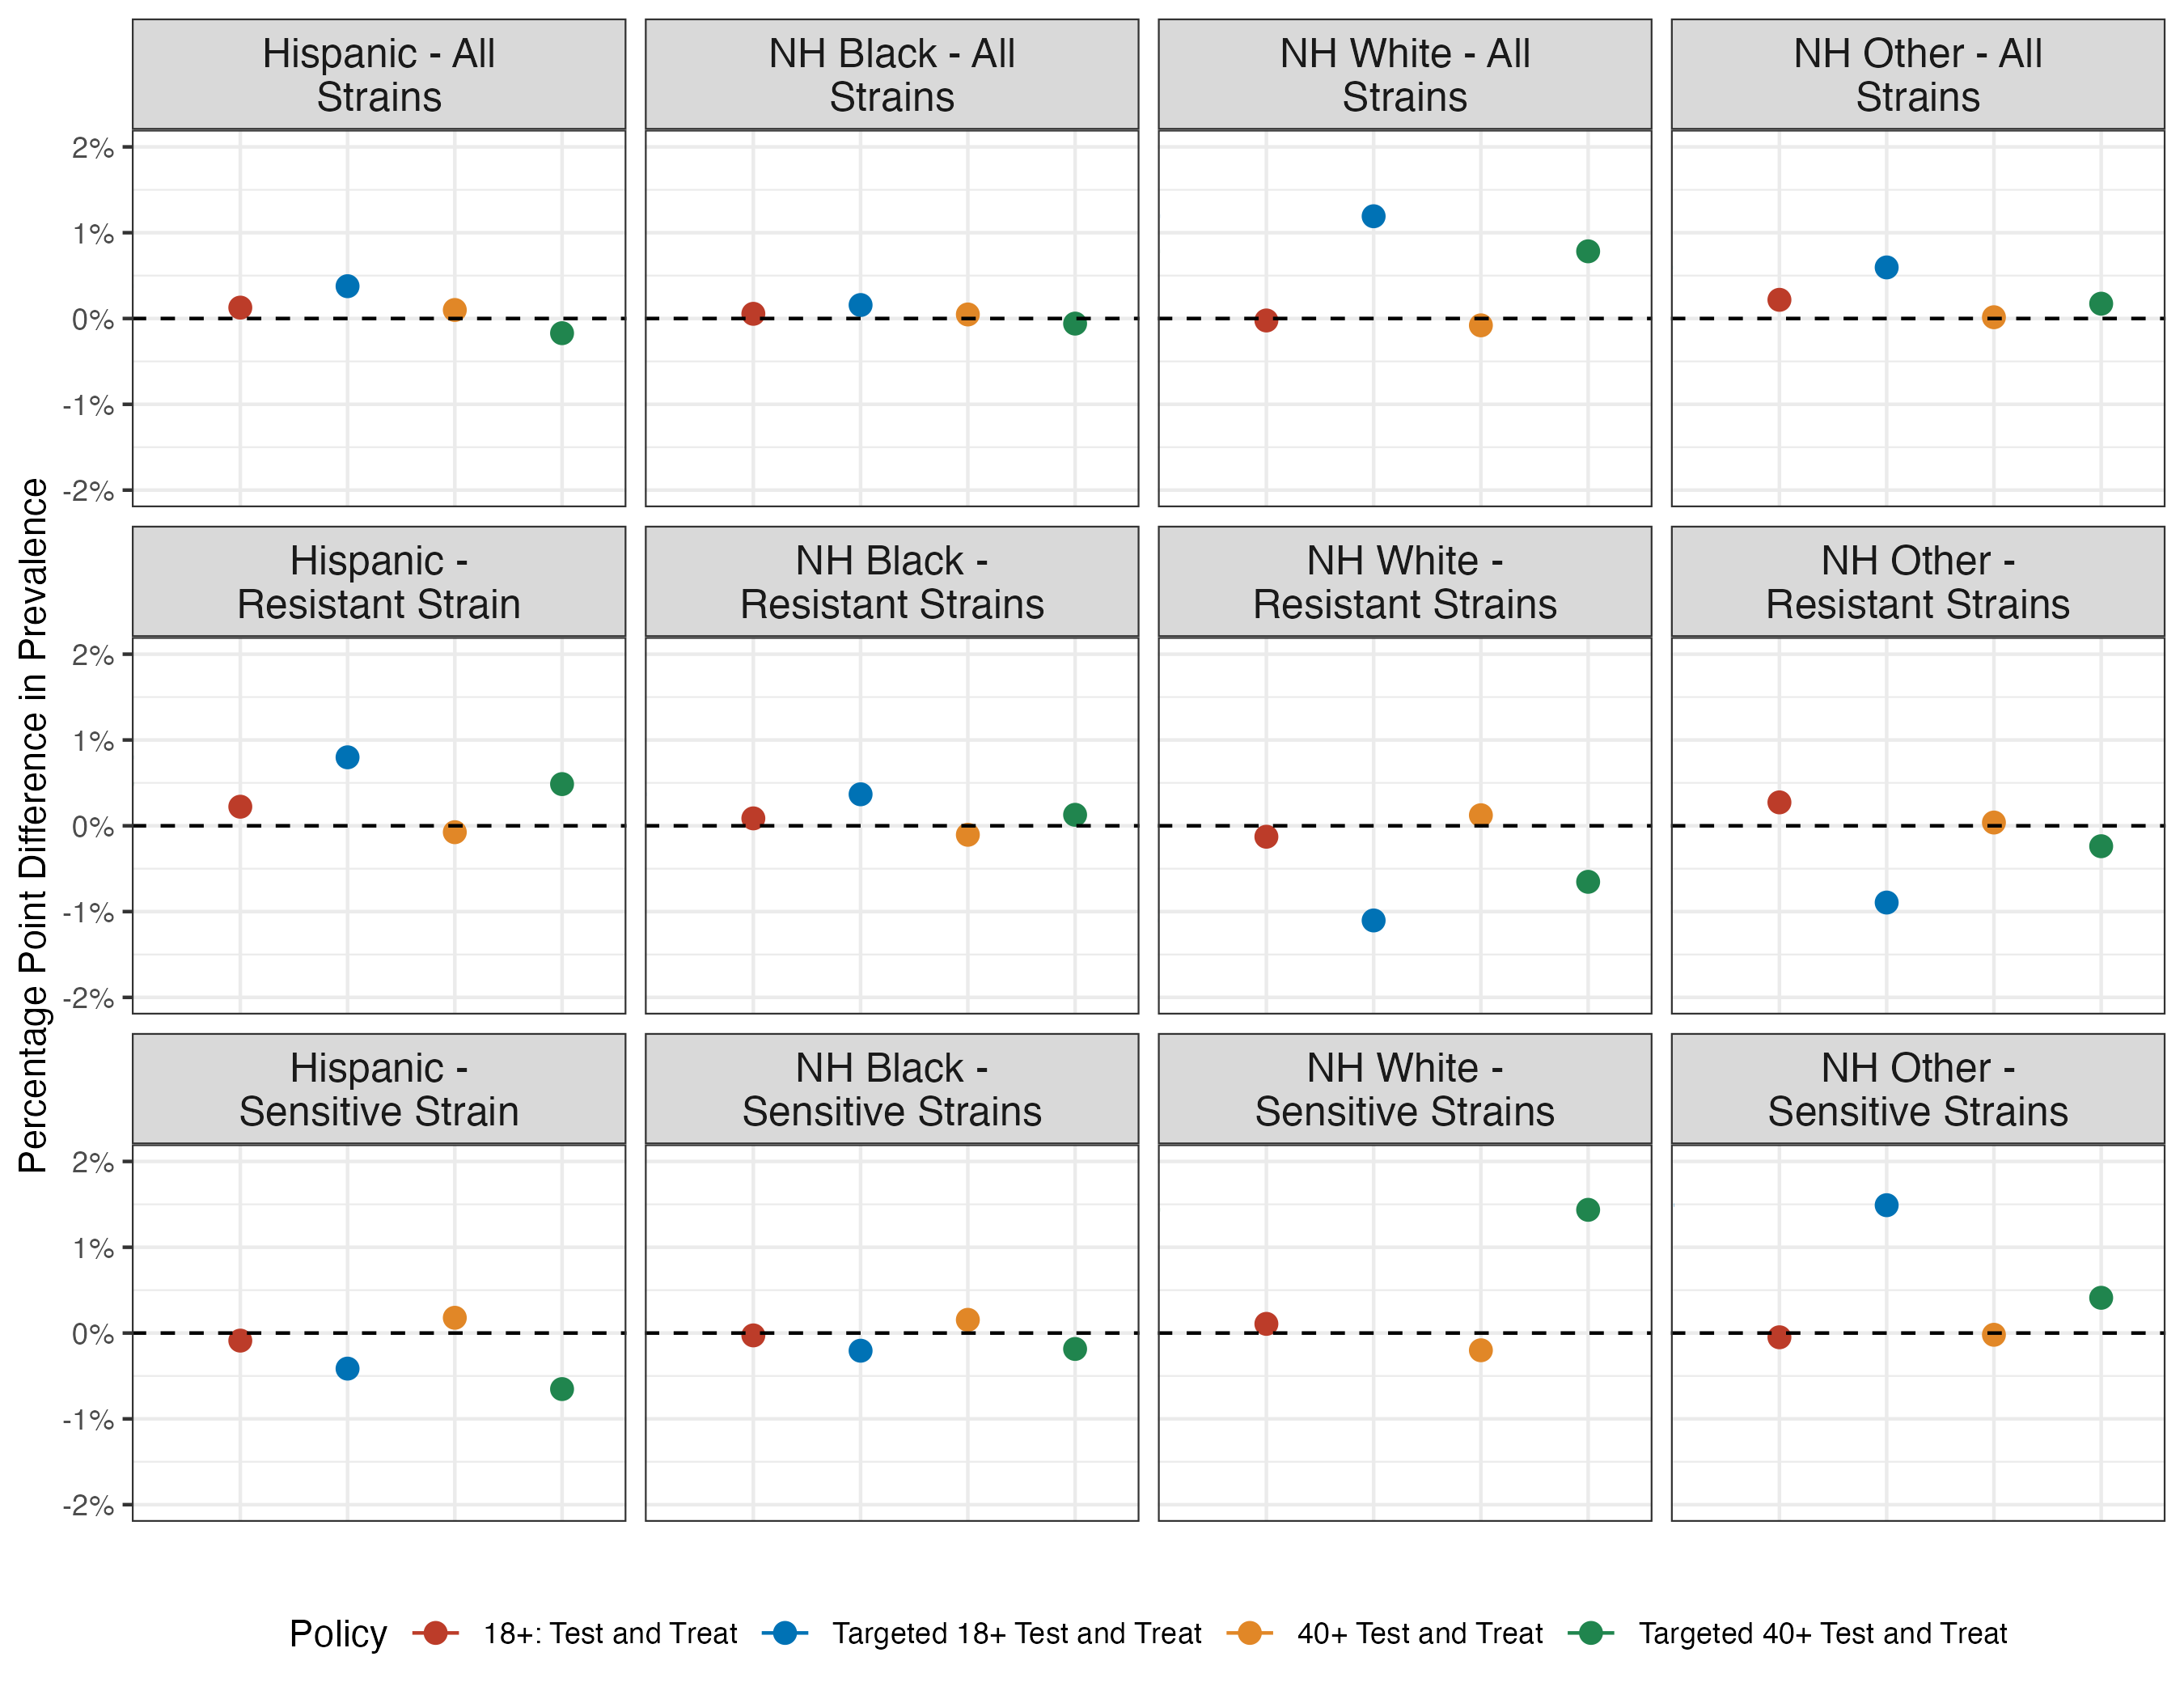 Hispanic - All
Strains
NH Black - All
Strains
NH White - All
Strains
NH Other - All
Strains
2%
1%
0%
-1%
-2%
Percentage Point Difference in Prevalence
Hispanic -
Resistant Strain
NH Black -
Resistant Strains
NH White -
Resistant Strains
NH Other -
Resistant Strains
2%
1%
0%
-1%
-2%
Hispanic -
Sensitive Strain
NH Black -
Sensitive Strains
NH White -
Sensitive Strains
NH Other -
Sensitive Strains
2%
1%
0%
-1%
-2%
Policy 18+: Test and Treat Targeted 18+ Test and Treat 40+ Test and Treat Targeted 40+ Test and Treat